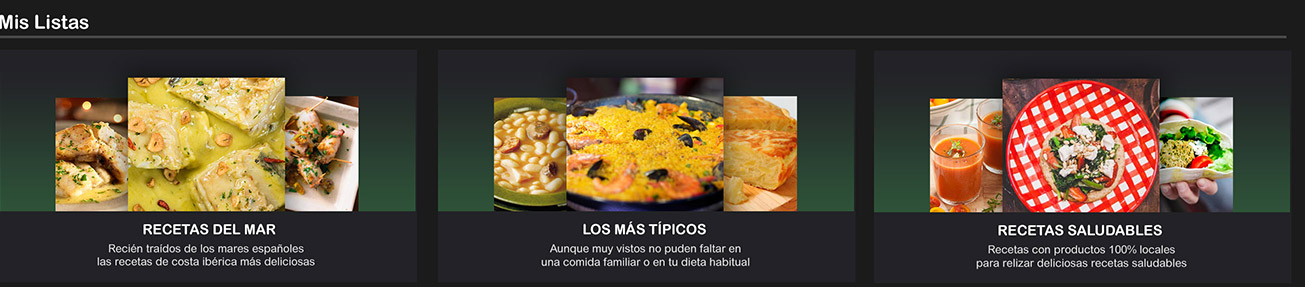 Mis Listas
RECETAS DEL MAR
Recién traídos de los mares españoles
las recetas de costa ibérica más deliciosas
LOS MÁS TÍPICOS
Aunque muy vistos no puden faltar en
una comida familiar o en tu dieta habitual
RECETAS SALUDABLES
Recetas con productos 100% locales
para relizar deliciosas recetas saludables